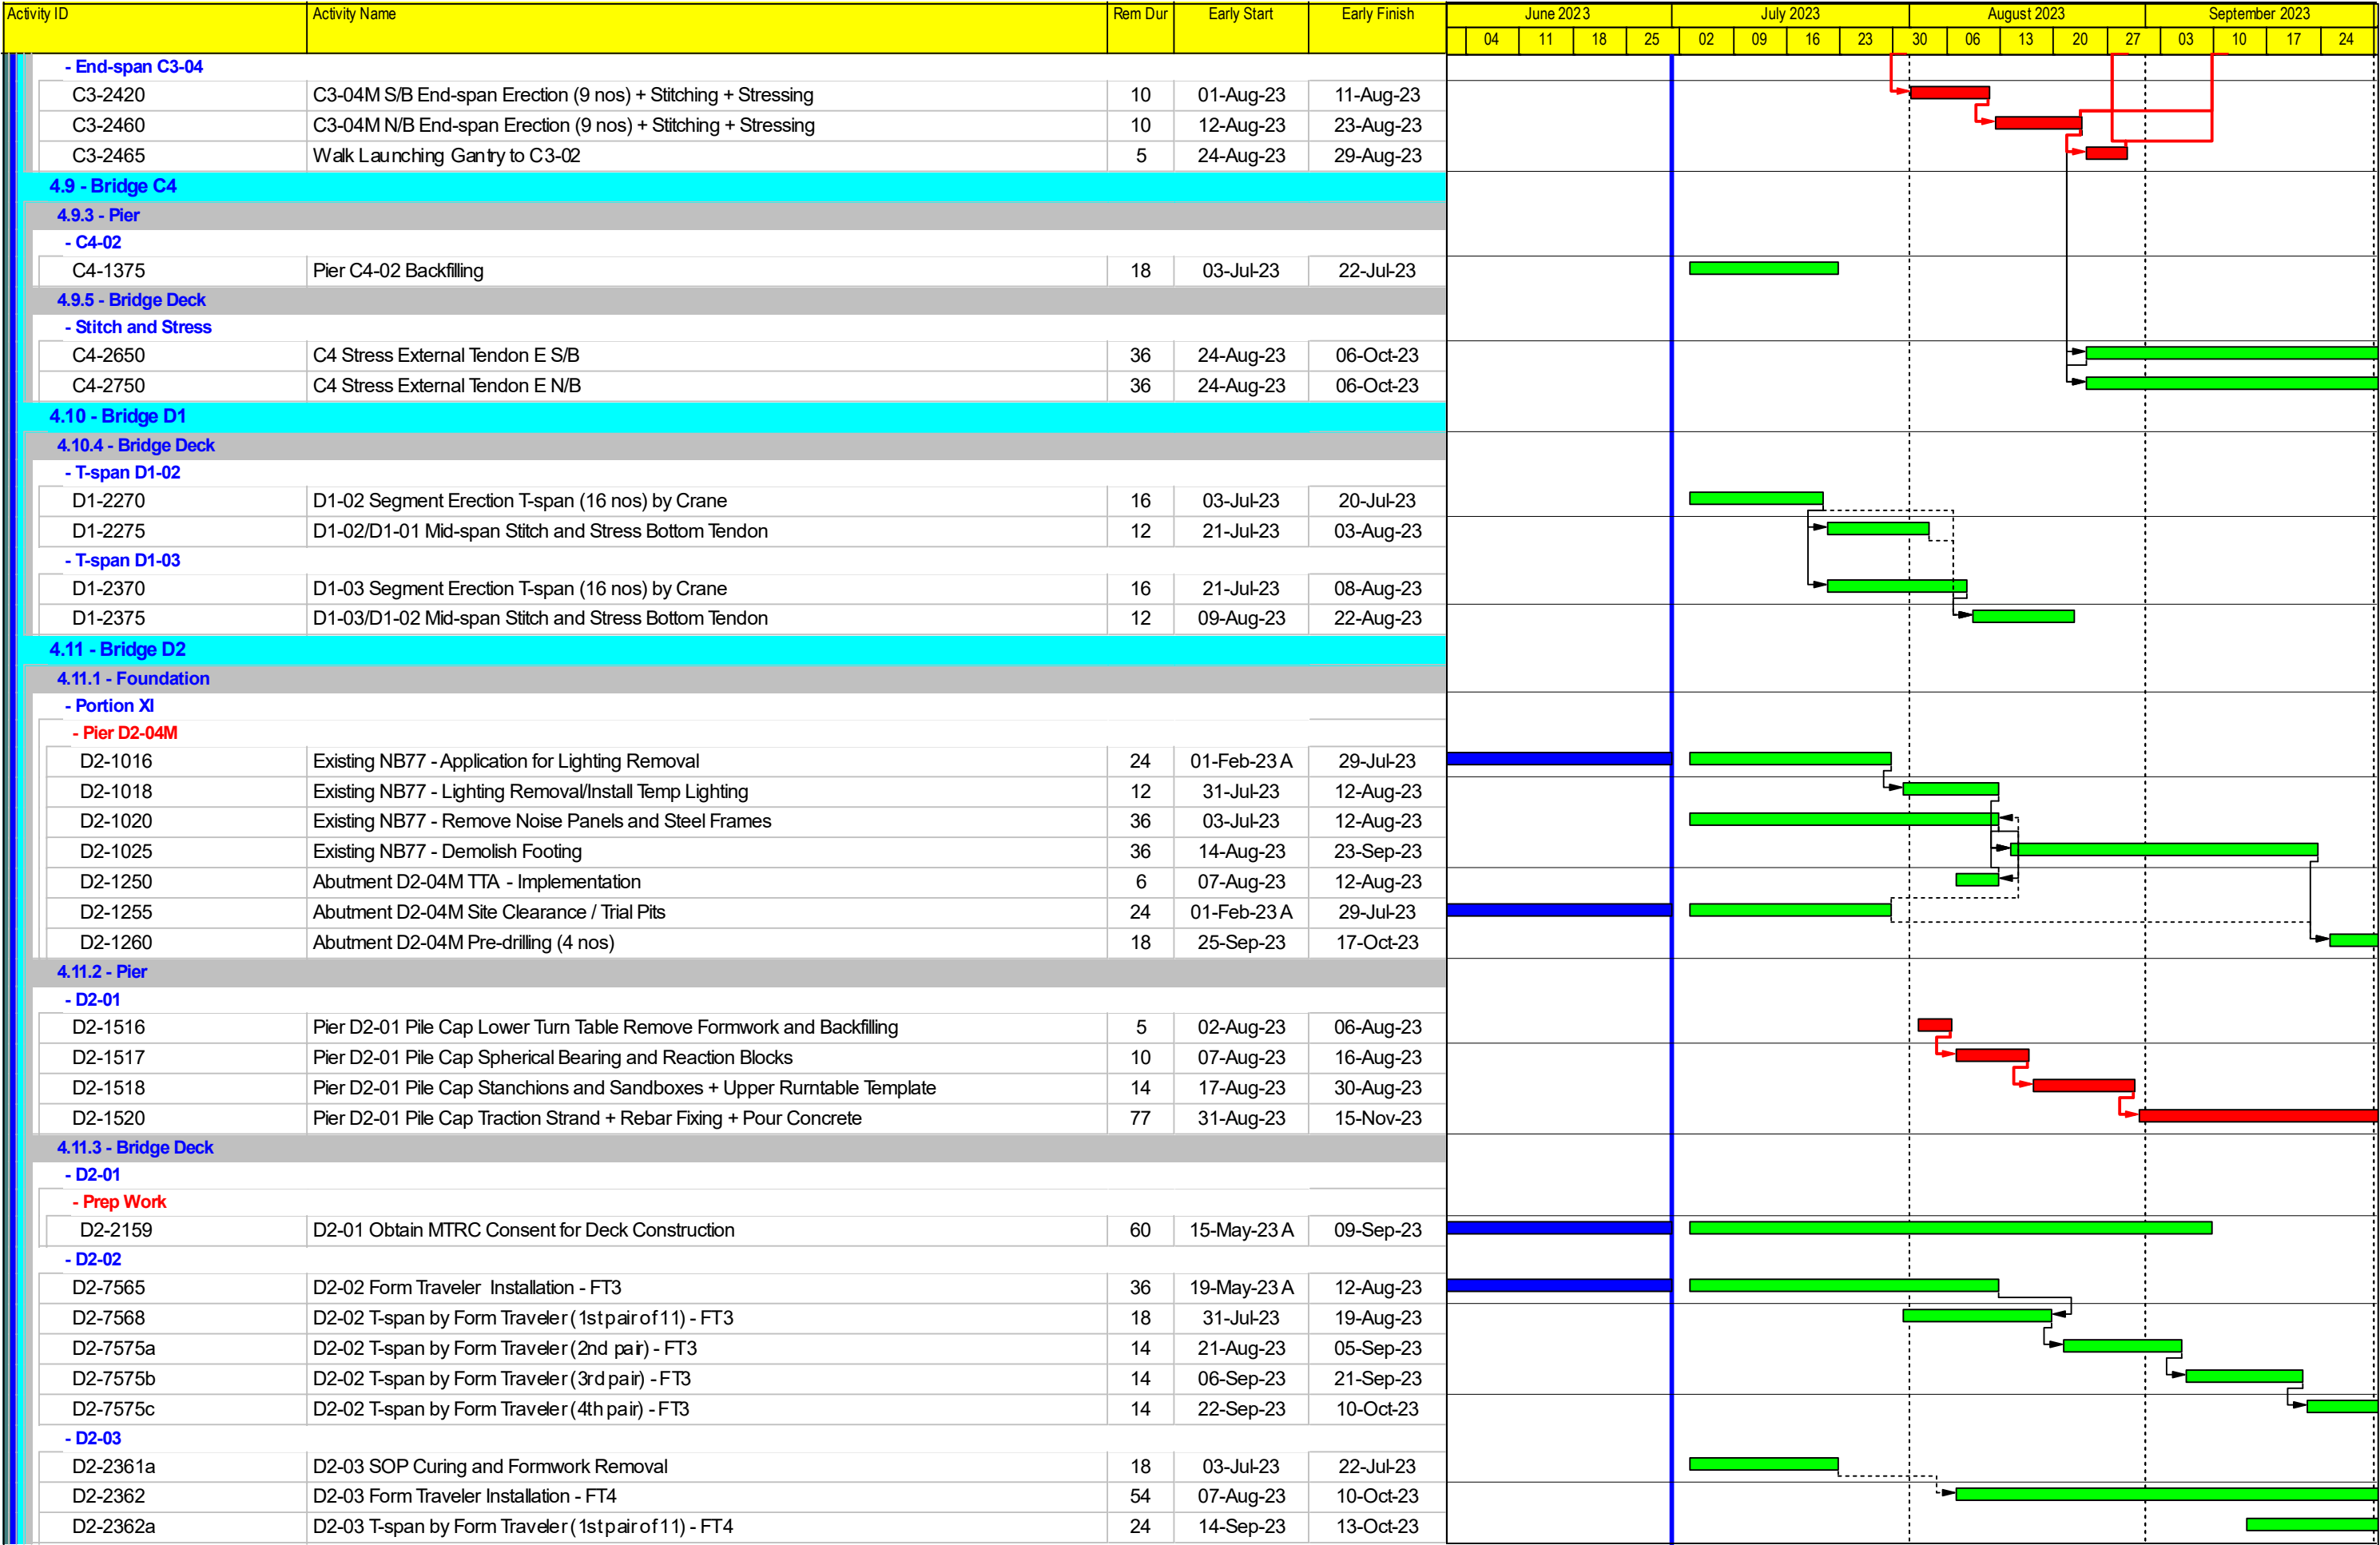 Activity ID Activity Name Rem Dur Early Start Early Finish June 2023 July 2023 August 2023 September 2023
04 11 18 25 02 09 16 23 30 06 13 20 27 03 10 17 24
- End-span C3-04
C3-2420 C3-04M S/B End-span Erection (9 nos) + Stitching + Stressing 10 01-Aug-23 11-Aug-23
C3-2460 C3-04M N/B End-span Erection (9 nos) + Stitching + Stressing 10 12-Aug-23 23-Aug-23
C3-2465 Walk Launching Gantry to C3-02 5 24-Aug-23 29-Aug-23
4.9 - Bridge C4
4.9.3 - Pier
- C4-02
C4-1375 Pier C4-02 Backfilling 18 03-Jul-23 22-Jul-23
4.9.5 - Bridge Deck
- Stitch and Stress
C4-2650 C4 Stress External Tendon E S/B 36 24-Aug-23 06-Oct-23
C4-2750 C4 Stress External Tendon E N/B 36 24-Aug-23 06-Oct-23
4.10 - Bridge D1
4.10.4 - Bridge Deck
- T-span D1-02
D1-2270 D1-02 Segment Erection T-span (16 nos) by Crane 16 03-Jul-23 20-Jul-23
D1-2275 D1-02/D1-01 Mid-span Stitch and Stress Bottom Tendon 12 21-Jul-23 03-Aug-23
- T-span D1-03
D1-2370 D1-03 Segment Erection T-span (16 nos) by Crane 16 21-Jul-23 08-Aug-23
D1-2375 D1-03/D1-02 Mid-span Stitch and Stress Bottom Tendon 12 09-Aug-23 22-Aug-23
4.11 - Bridge D2
4.11.1 - Foundation
- Portion XI
- Pier D2-04M
D2-1016 Existing NB77 - Application for Lighting Removal 24 01-Feb-23 A 29-Jul-23
D2-1018 Existing NB77 - Lighting Removal/Install Temp Lighting 12 31-Jul-23 12-Aug-23
D2-1020 Existing NB77 - Remove Noise Panels and Steel Frames 36 03-Jul-23 12-Aug-23
D2-1025 Existing NB77 - Demolish Footing 36 14-Aug-23 23-Sep-23
D2-1250 Abutment D2-04M TTA - Implementation 6 07-Aug-23 12-Aug-23
D2-1255 Abutment D2-04M Site Clearance / Trial Pits 24 01-Feb-23 A 29-Jul-23
D2-1260 Abutment D2-04M Pre-drilling (4 nos) 18 25-Sep-23 17-Oct-23
4.11.2 - Pier
- D2-01
D2-1516 Pier D2-01 Pile Cap Lower Turn Table Remove Formwork and Backfilling 5 02-Aug-23 06-Aug-23
D2-1517 Pier D2-01 Pile Cap Spherical Bearing and Reaction Blocks 10 07-Aug-23 16-Aug-23
D2-1518 Pier D2-01 Pile Cap Stanchions and Sandboxes + Upper Rurntable Template 14 17-Aug-23 30-Aug-23
D2-1520 Pier D2-01 Pile Cap Traction Strand + Rebar Fixing + Pour Concrete 77 31-Aug-23 15-Nov-23
4.11.3 - Bridge Deck
- D2-01
- Prep Work
D2-2159 D2-01 Obtain MTRC Consent for Deck Construction 60 15-May-23 A 09-Sep-23
- D2-02
D2-7565 D2-02 Form Traveler Installation - FT3 36 19-May-23 A 12-Aug-23
D2-7568 D2-02 T-span by Form Traveler (1st pair of 11) - FT3 18 31-Jul-23 19-Aug-23
D2-7575a D2-02 T-span by Form Traveler (2nd pair) - FT3 14 21-Aug-23 05-Sep-23
D2-7575b D2-02 T-span by Form Traveler (3rd pair) - FT3 14 06-Sep-23 21-Sep-23
D2-7575c D2-02 T-span by Form Traveler (4th pair) - FT3 14 22-Sep-23 10-Oct-23
- D2-03
D2-2361a D2-03 SOP Curing and Formwork Removal 18 03-Jul-23 22-Jul-23
D2-2362 D2-03 Form Traveler Installation - FT4 54 07-Aug-23 10-Oct-23
D2-2362a D2-03 T-span by Form Traveler (1st pair of 11) - FT4 24 14-Sep-23 13-Oct-23